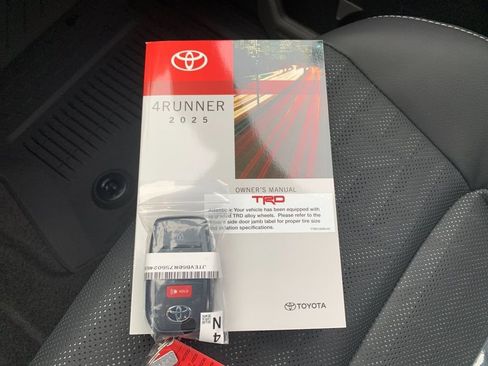 4RUNNER
2025
OWNER'S MANUAL
TRD
Your vehicle has been equipped with
TRD alloy wheels. Please refer to the
side door jamb label for proper tire size
and inflation specifications.
TOYOTA
N
4